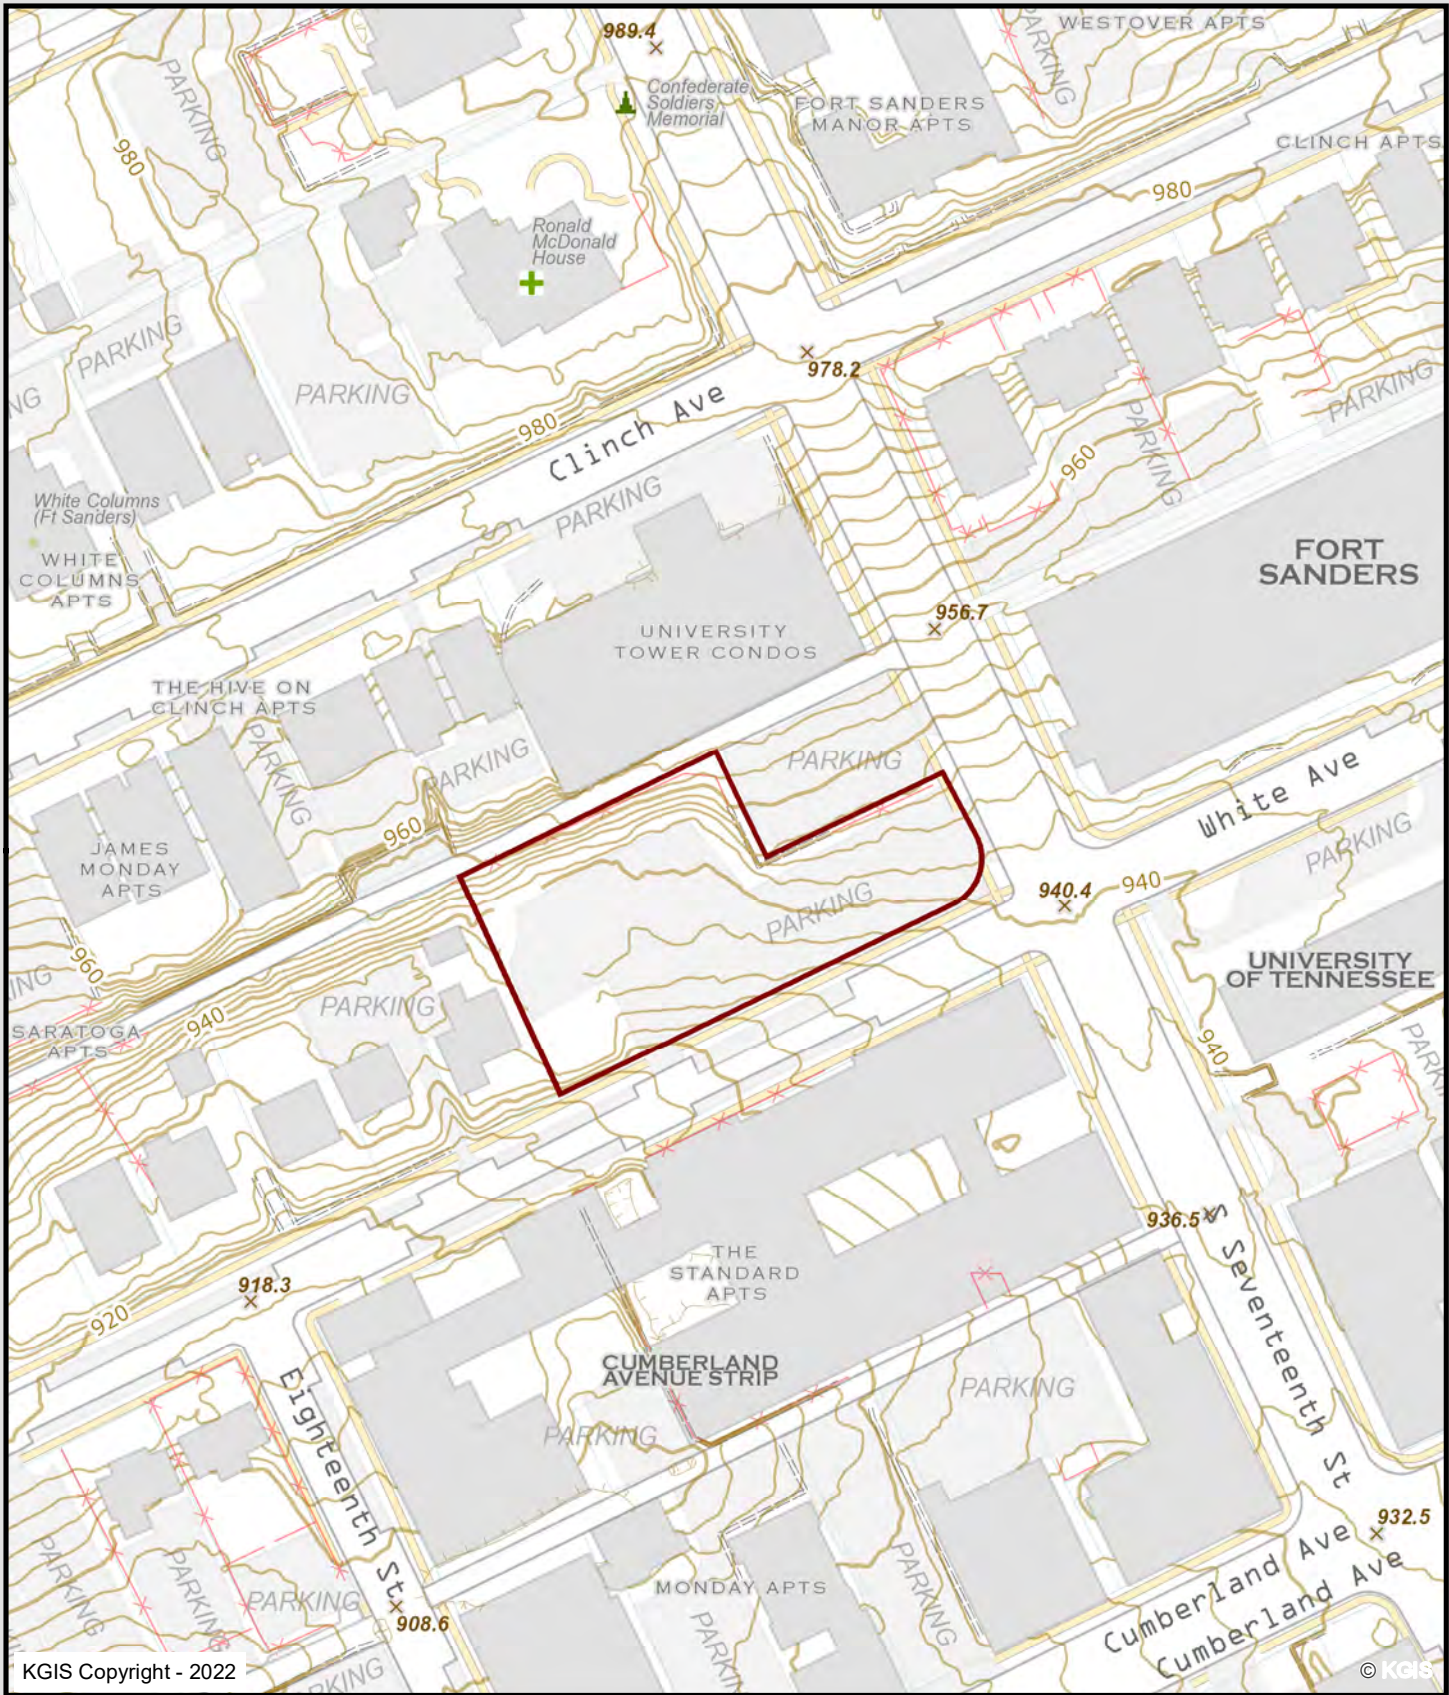 989.4
WESTOVER APTS
PARKING
PARKING
Confederate
Soldiers
Memorial
FORT SANDERS
MANOR APTS
CLINCH APTS
980
980
Ronald
McDonald
House
PARKING
978.2
PARKING
PARKING
Clinch Ave
980
PARKING
960
PARKING
White Columns
(Ft Sanders)
WHITE
COLUMNS
APTS
FORT
SANDERS
956.7
UNIVERSITY
TOWER CONDOS
THE HIVE ON
CLINCH APTS
PARKING
PARKING
PARKING
White Ave
960
JAMES
MONDAY
APTS
PARKING
940.4
940
PARKING
960
UNIVERSITY
OF TENNESSEE
PARKING
940
SARATOGA
APTS
940
936.5
THE
STANDARD
APTS
918.3
920
S Seventeenth St
CUMBERLAND
AVENUE STRIP
PARKING
PARKING
Eighteenth St
932.5
PARKING
PARKING
PARKING
PARKING
MONDAY APTS
Cumberland Ave
Cumberland Ave
908.6
KGIS Copyright - 2022
© KGIS